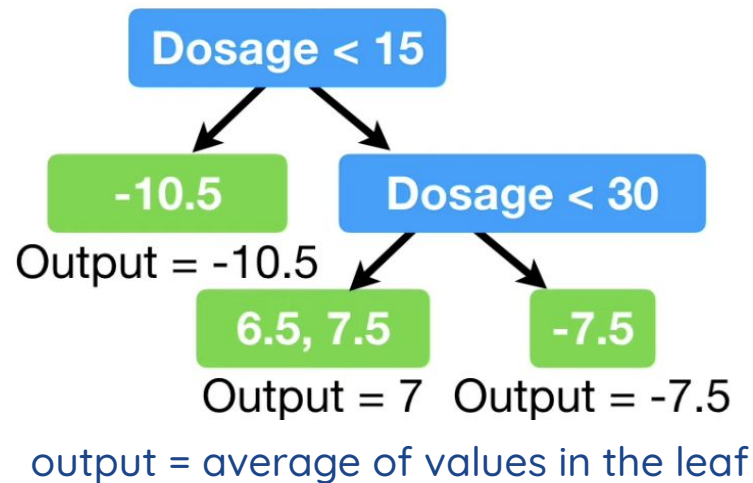 Dosage < 15
-10.5
Dosage < 30
Output = -10.5
6.5, 7.5
-7.5
Output = 7
Output = -7.5
output = average of values in the leaf